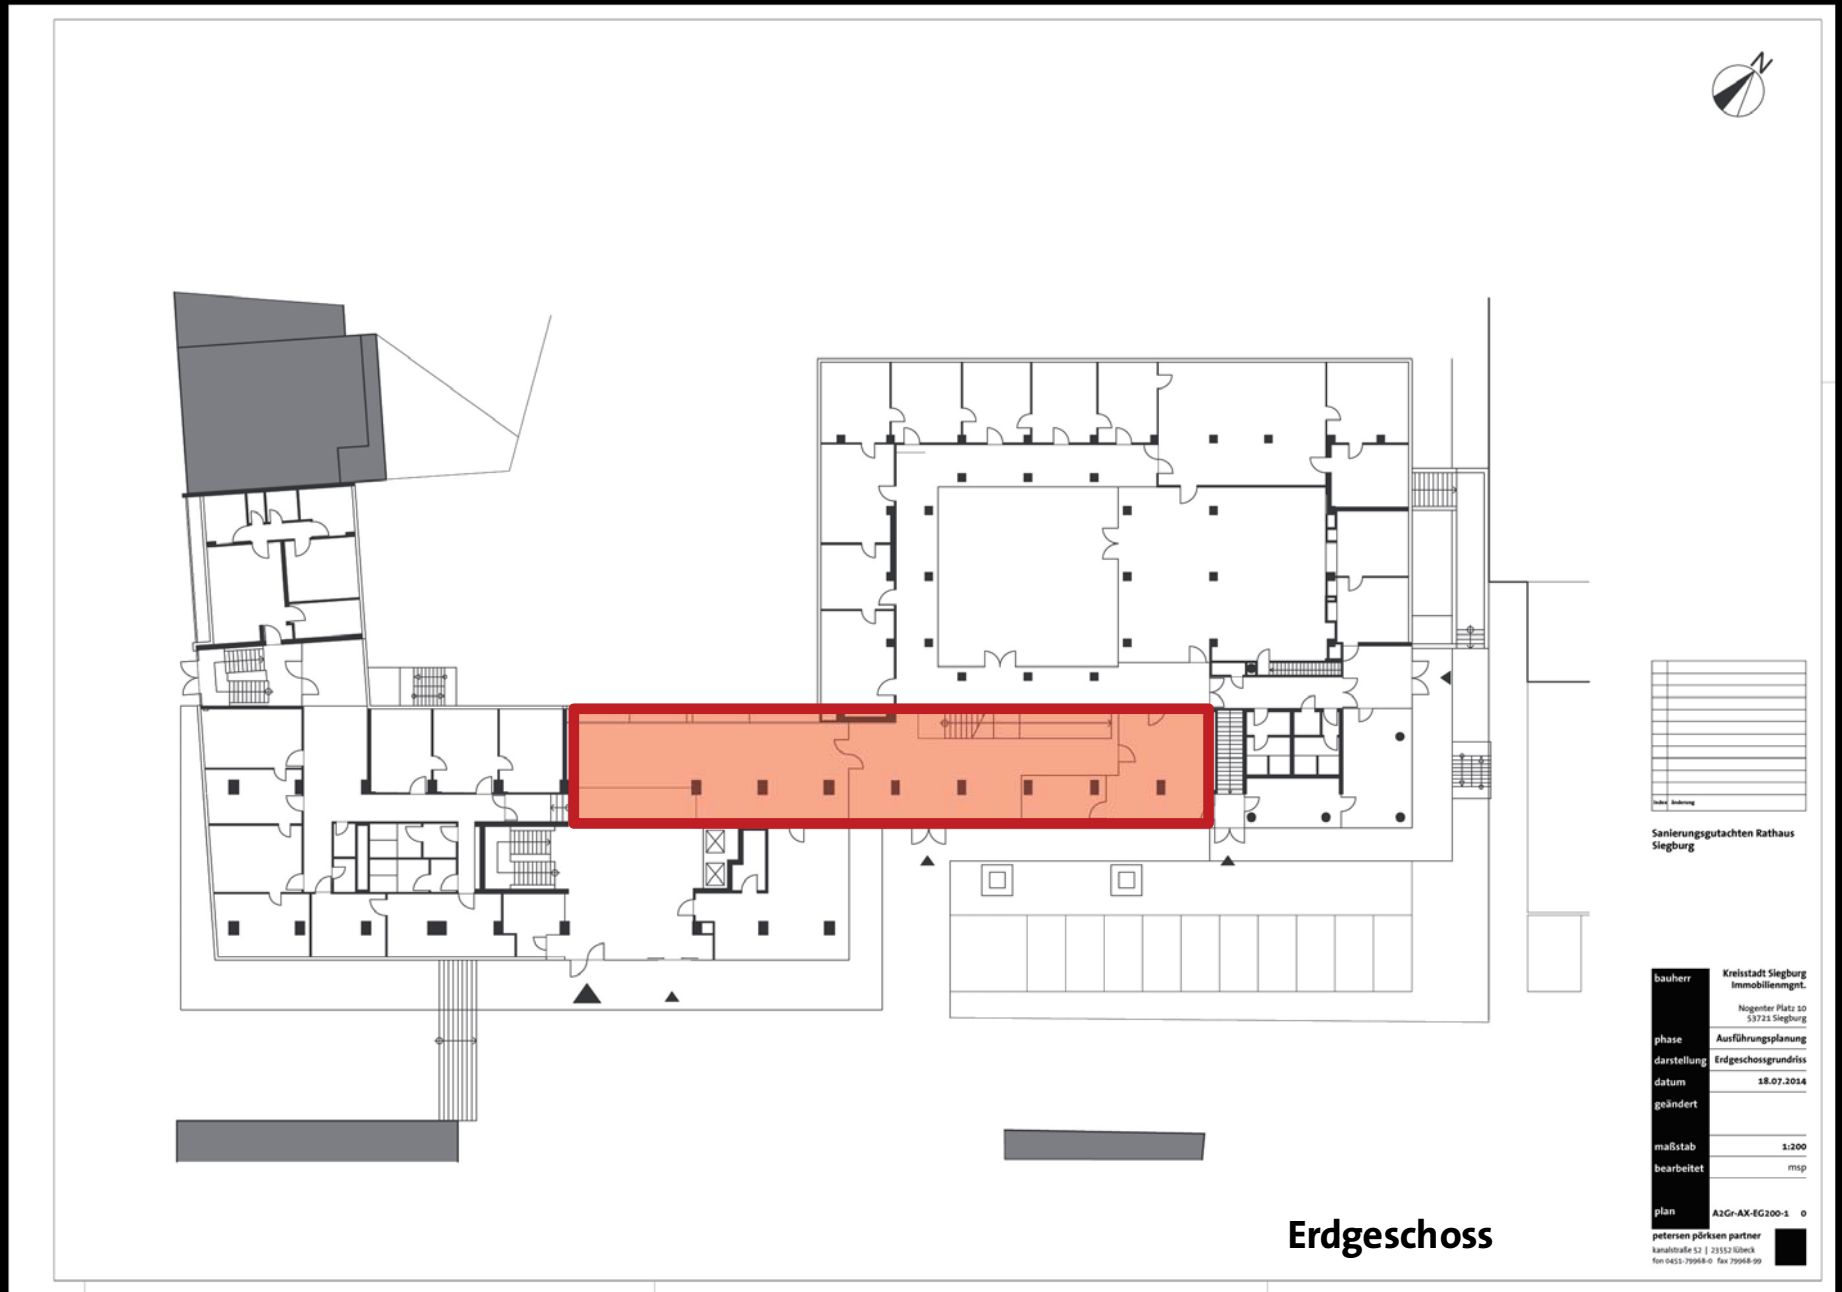 N
Index Änderung
Sanierungsgutachten Rathaus
Siegburg
bauherr Kreisstadt Siegburg
Immobilienmgnt.
Nogenter Platz 10
53721 Siegburg
phase Ausführungsplanung
darstellung Erdgeschossgrundriss
datum 18.07.2014
geändert
maßstab 1:200
bearbeitet msp
plan A2Gr-AX-EG200-1 0
petersen pörksen partner
kanalstraße 52 | 23552 lübeck
fon 0451-79968-0 fax 79968-99
Erdgeschoss